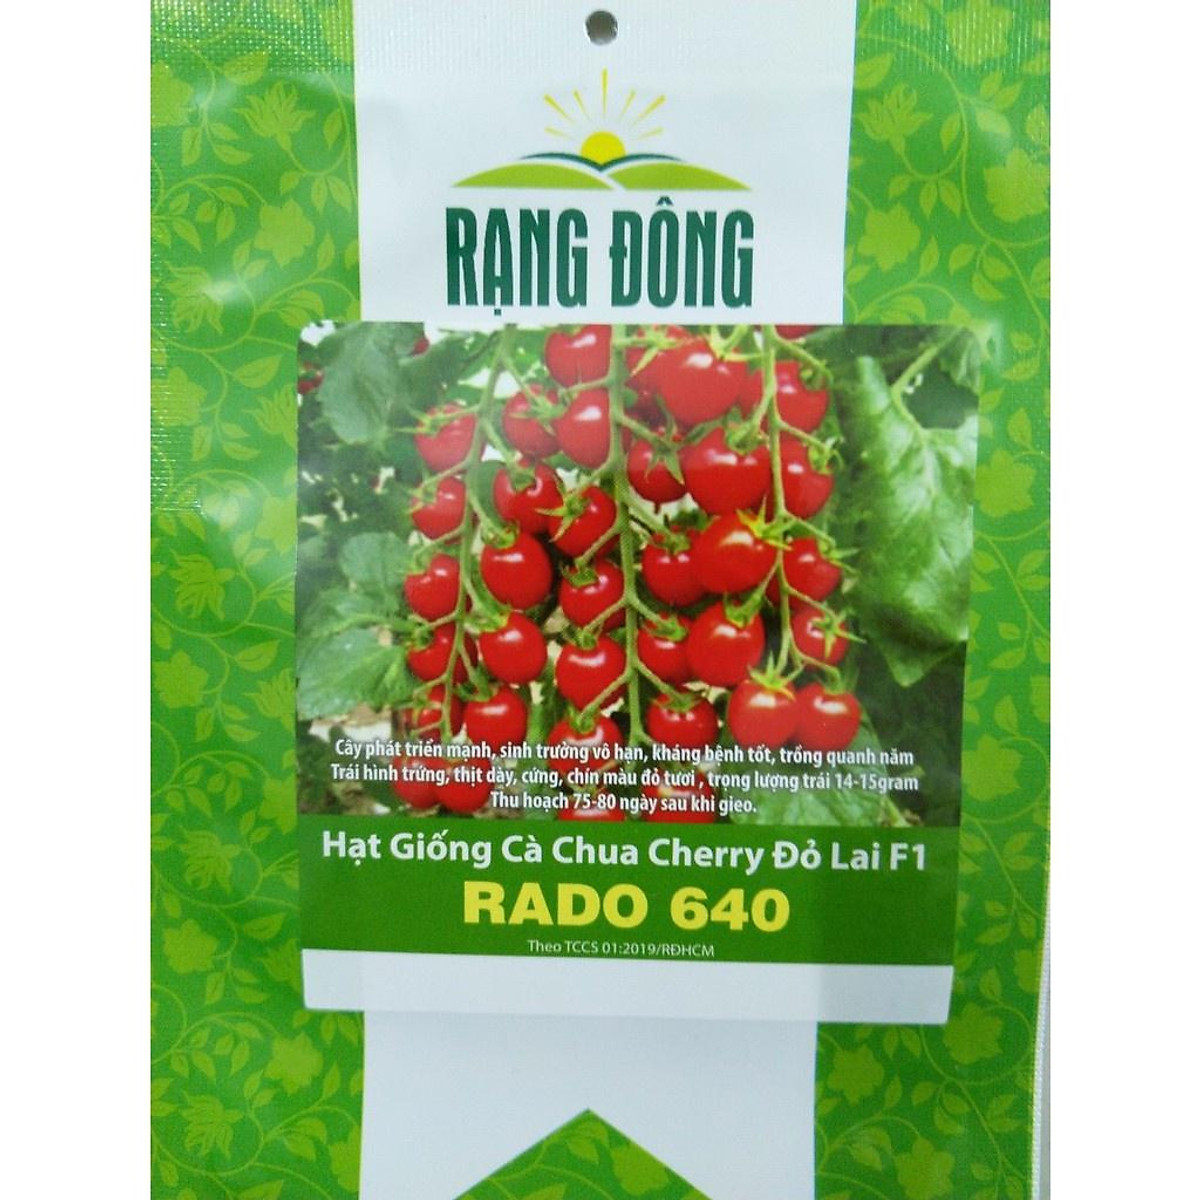 RẠNG ĐÔNG
Cây phát triển mạnh, sinh trưởng vô hạn, kháng bệnh tốt, trồng quanh năm
Trái hình trứng, thịt dày, cứng, chín màu đỏ tươi , trọng lượng trái 14-15gram
Thu hoạch 75-80 ngày sau khi gieo.
Hạt Giống Cà Chua Cherry Đỏ Lai F1
RADO 640
Theo TCCS 01:2019/RĐHCM